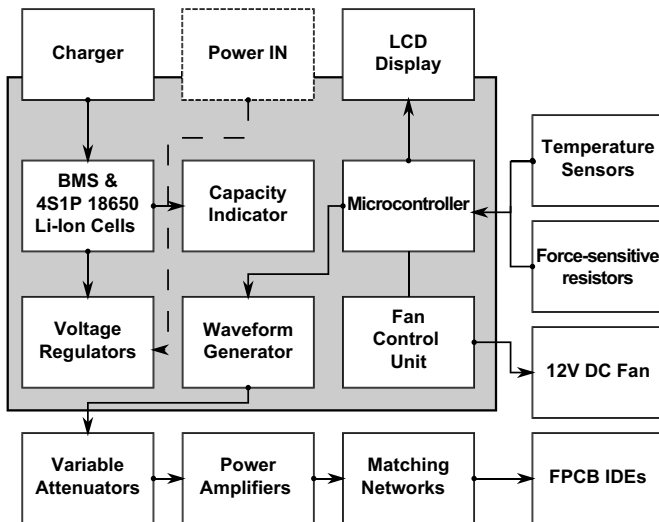 Charger
Power IN
LCD
Display
BMS &
4S1P 18650
Li-Ion Cells
Capacity
Indicator
Microcontroller
Temperature
Sensors
Force-sensitive
resistors
Voltage
Regulators
Waveform
Generator
Fan
Control
Unit
12V DC Fan
Variable
Attenuators
Power
Amplifiers
Matching
Networks
FPCB IDEs